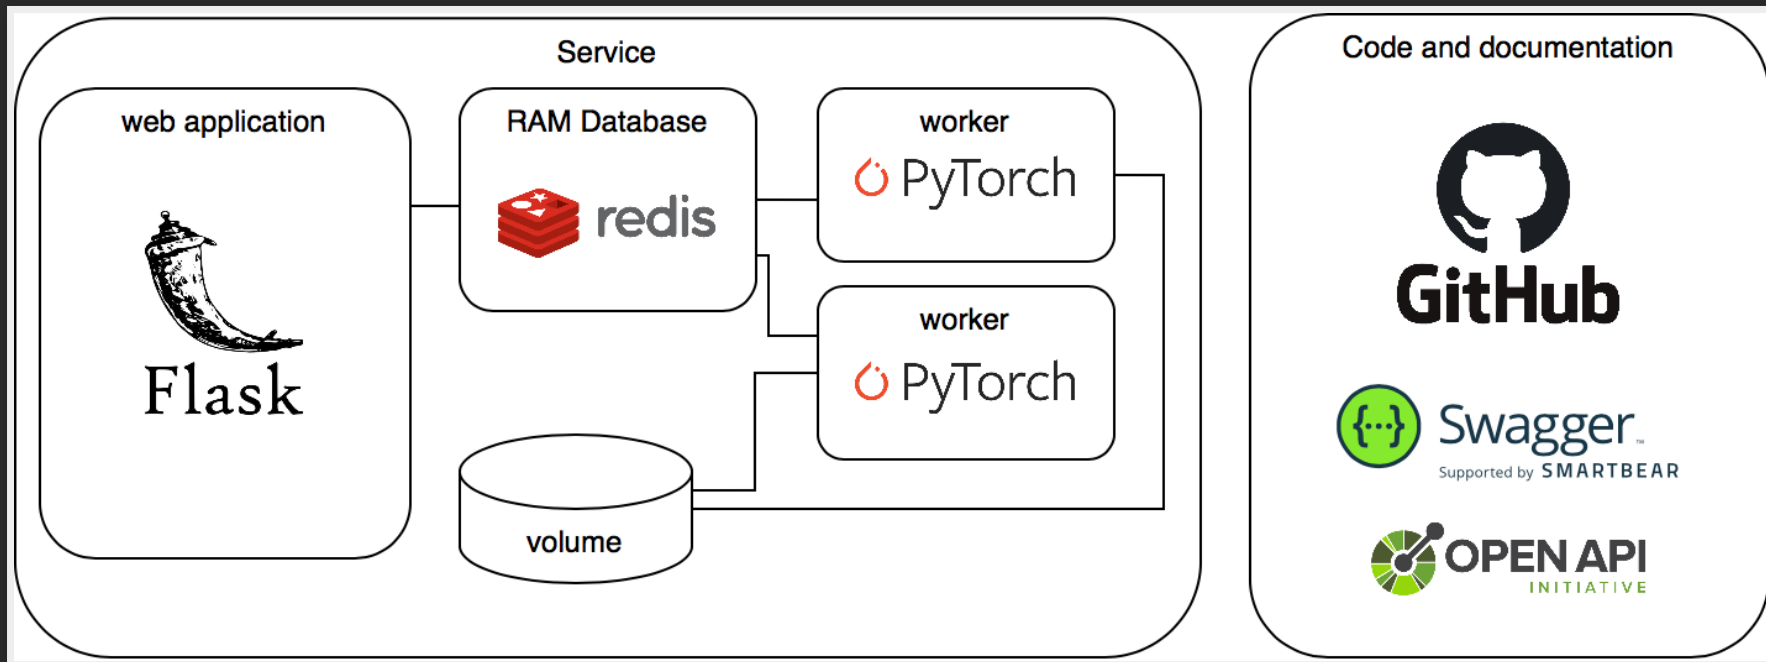 Service
web application
Flask
RAM Database
redis
worker
PyTorch
worker
PyTorch
volume
Code and documentation
GitHub
{...}
Swagger™
Supported by SMARTBEAR
OPEN API
INITIATIVE